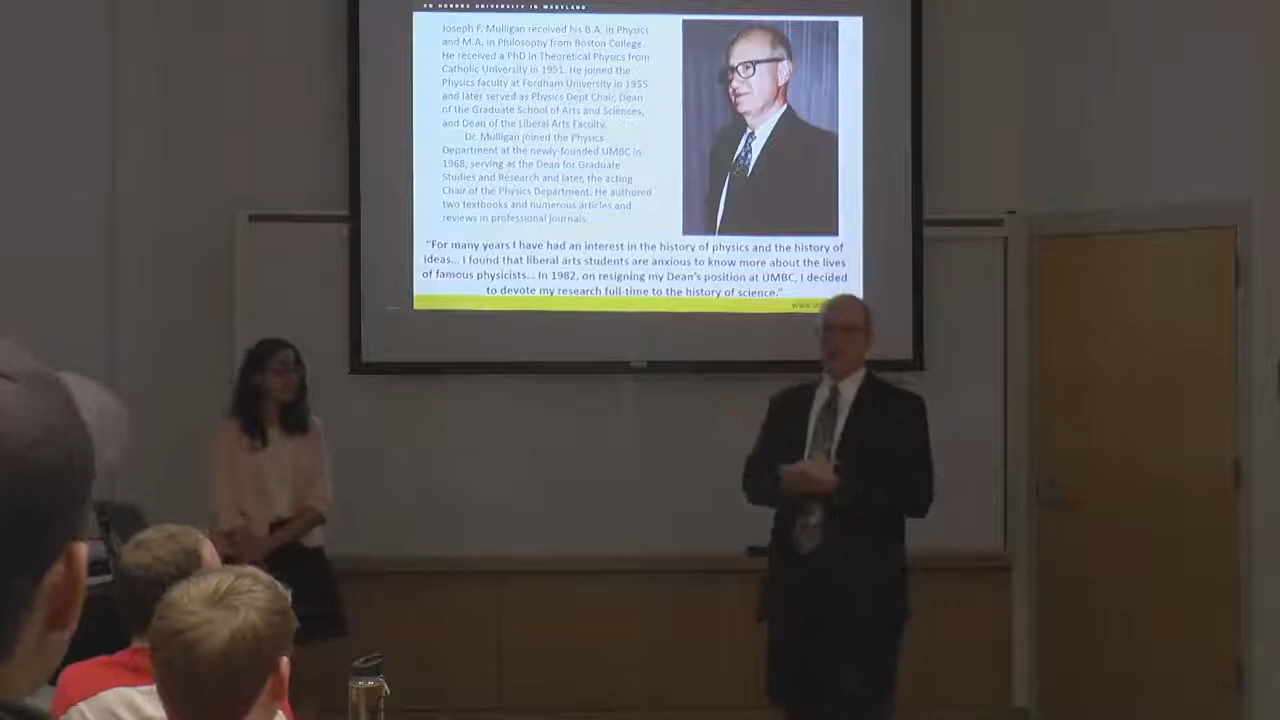 AN HONORS UNIVERSITY IN MARYLAND
Joseph F. Mulligan received his B.A. in Physics
and M.A. in Philosophy from Boston College.
He received a PhD in Theoretical Physics from
Catholic University in 1951. He joined the
Physics faculty at Fordham University in 1955
and later served as Physics Dept Chair, Dean
of the Graduate School of Arts and Sciences,
and Dean of the Liberal Arts Faculty.
Dr. Mulligan joined the Physics
Department at the newly-founded UMBC in
1968, serving as the Dean for Graduate
Studies and Research and later, the acting
Chair of the Physics Department. He authored
two textbooks and numerous articles and
reviews in professional journals.
"For many years I have had an interest in the history of physics and the history of
ideas... I found that liberal arts students are anxious to know more about the lives
of famous physicists... In 1982, on resigning my Dean's position at UMBC, I decided
to devote my research full-time to the history of science."